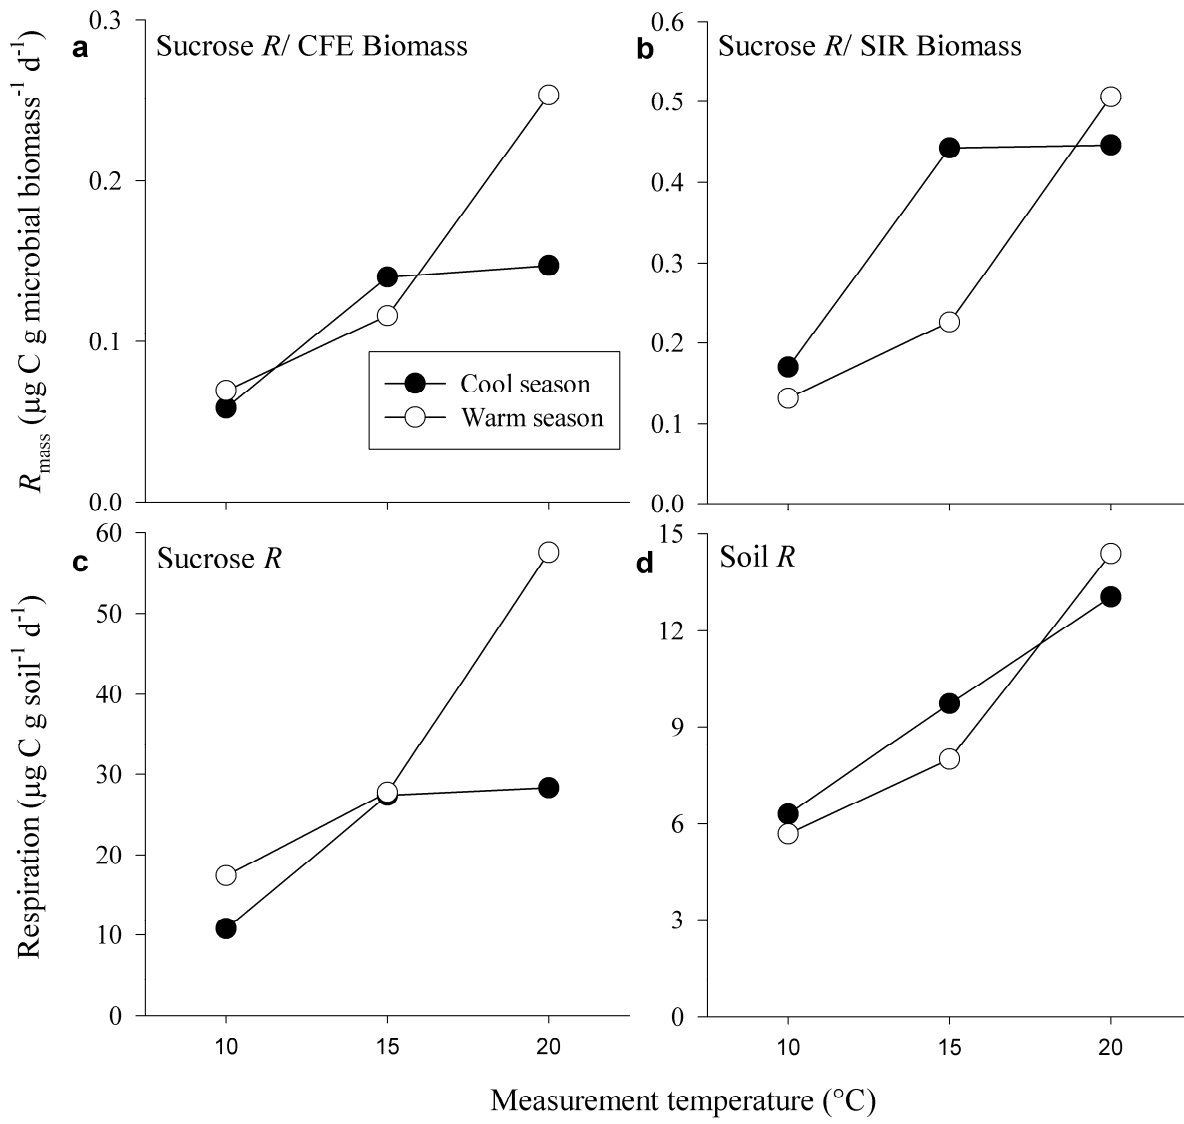 a Sucrose R/ CFE Biomass
0.3
0.2
0.1
0.0
Rmass (µg C g microbial biomass-1 d-1)
Cool season
Warm season
b Sucrose R/ SIR Biomass
0.6
0.5
0.4
0.3
0.2
0.1
0.0
c Sucrose R
60
50
40
30
20
10
0
10 15 20
Respiration (µg C g soil-1 d-1)
d Soil R
15
12
9
6
3
0
10 15 20
Measurement temperature (°C)